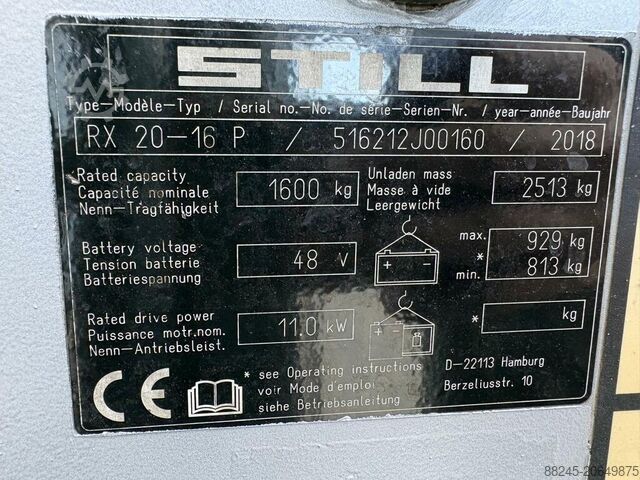 STILL
Type-Modèle-Typ / Serial no.-No. de série-Serien-Nr. / year-année-Baujahr
RX 20-16 P / 516212J00160 / 2018
Rated capacity
Capacité nominale
Nenn-Tragfähigkeit
1600 kg
Unladen mass
Masse à vide
Leergewicht
2513 kg
Battery voltage
Tension batterie
Batteriespannung
48 V
+ -
max. 929 kg
*
min. 813 kg
Rated drive power
Puissance motr.nom.
Nenn-Antriebsleist.
11.0 kW
+ -
* kg
CE
* see Operating instructions
voir Mode d'emploi
siehe Betriebsanleitung
D-22113 Hamburg
Berzeliusstr. 10
88245-20649875